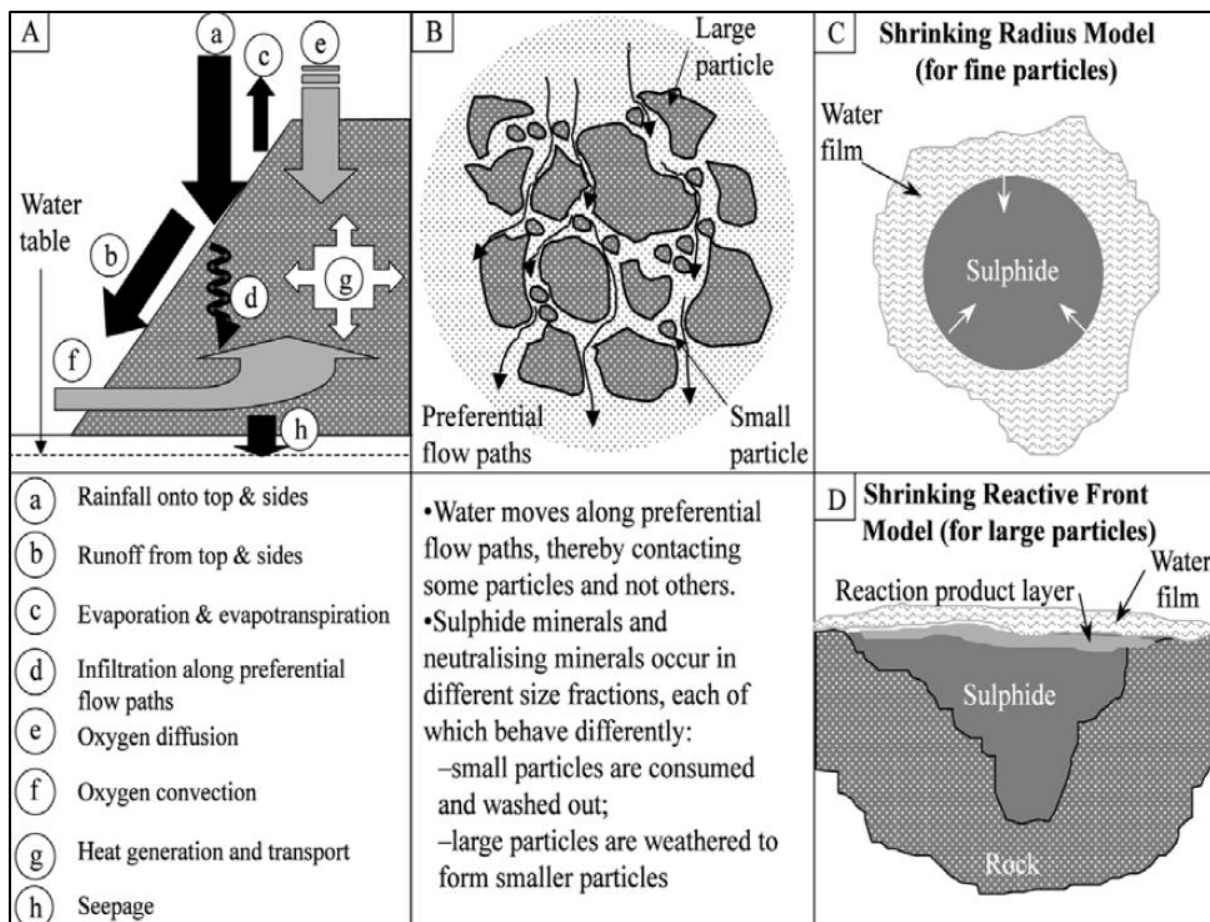 A
a
c
e
Water
table
b
d
g
f
h
B
Large
particle
Preferential
flow paths
Small
particle
C
Shrinking Radius Model
(for fine particles)
Water
film
Sulphide
a Rainfall onto top & sides
b Runoff from top & sides
c Evaporation & evapotranspiration
d Infiltration along preferential
flow paths
e Oxygen diffusion
f Oxygen convection
g Heat generation and transport
h Seepage
•Water moves along preferential
flow paths, thereby contacting
some particles and not others.
•Sulphide minerals and
neutralising minerals occur in
different size fractions, each of
which behave differently:
–small particles are consumed
and washed out;
–large particles are weathered to
form smaller particles
D
Shrinking Reactive Front
Model (for large particles)
Reaction product layer
Water
film
Sulphide
Rock